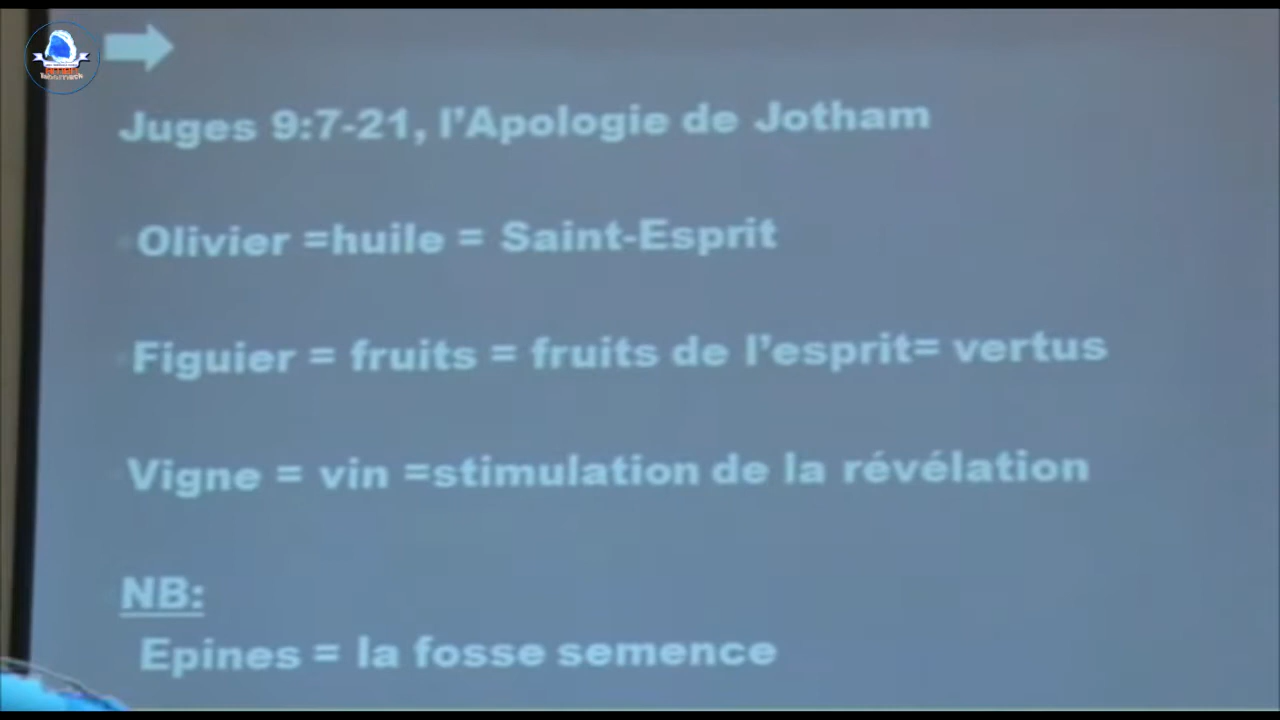 Juges 9:7-21, l'Apologie de Jotham
Olivier =huile = Saint-Esprit
Figuier = fruits = fruits de l'esprit= vertus
Vigne = vin =stimulation de la révélation
NB:
Epines = la fosse semence